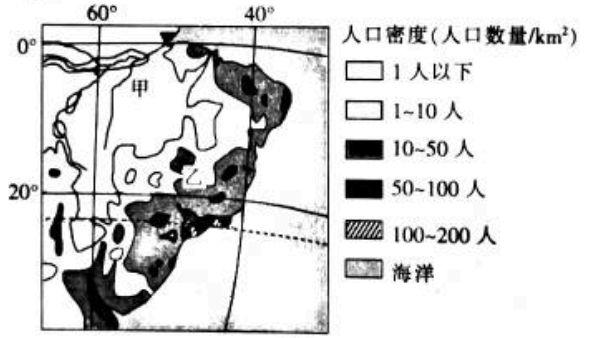 60° 40°
0°
甲
乙
20°
人口密度(人口数量/km²)
1人以下
1~10人
10~50人
50~100人
100~200人
海洋